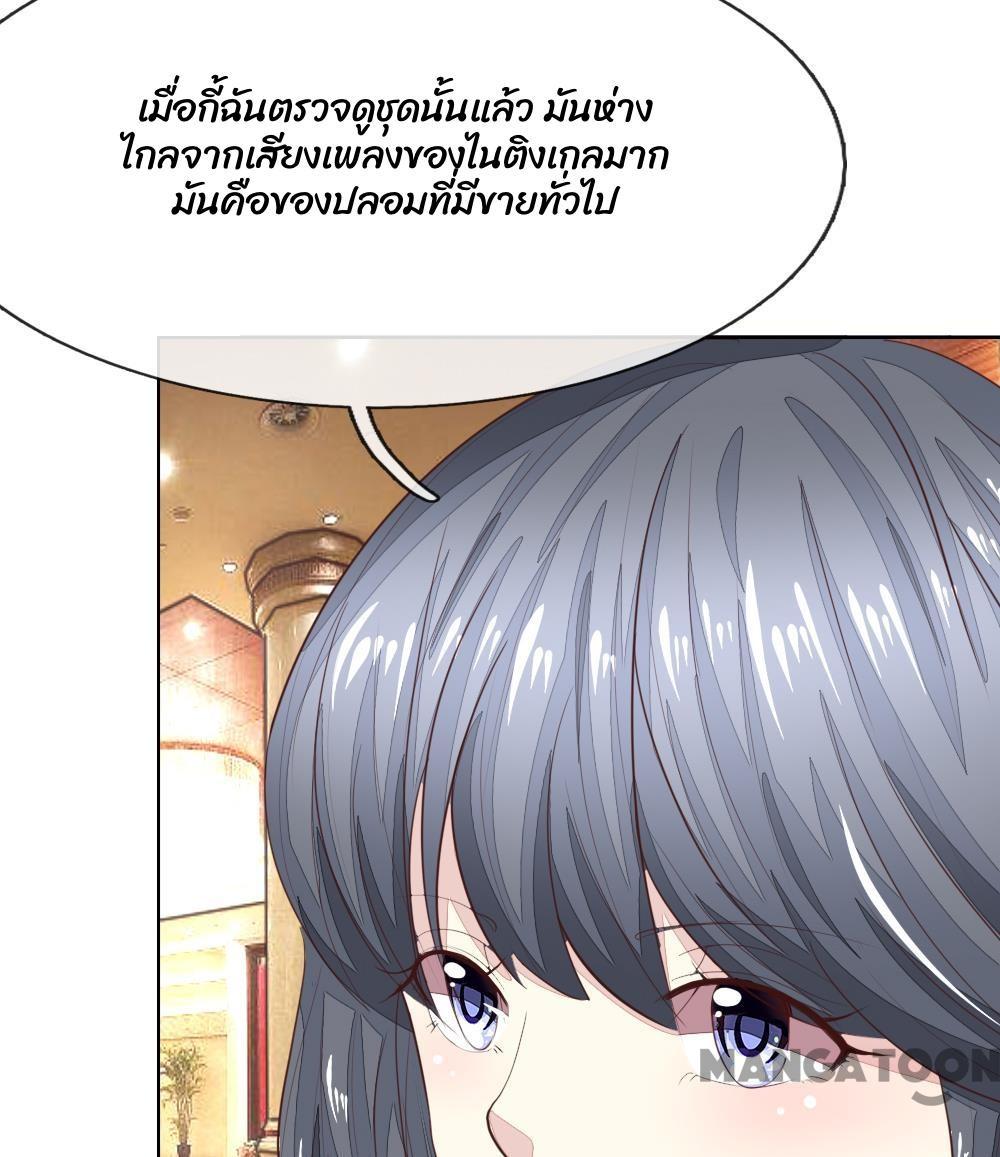 เมื่อกี้ฉันตรวจดูชุดนั้นแล้ว มันห่าง
ไกลจากเสียงเพลงของไนติงเกลมาก
มันคือของปลอมที่มีขายทั่วไป
MANGATOON